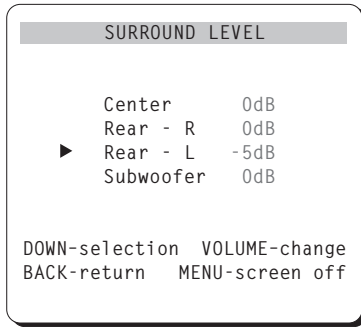 SURROUND LEVEL
Center 0dB
Rear - R 0dB
▶ Rear - L -5dB
Subwoofer 0dB
DOWN-selection VOLUME-change
BACK-return MENU-screen off